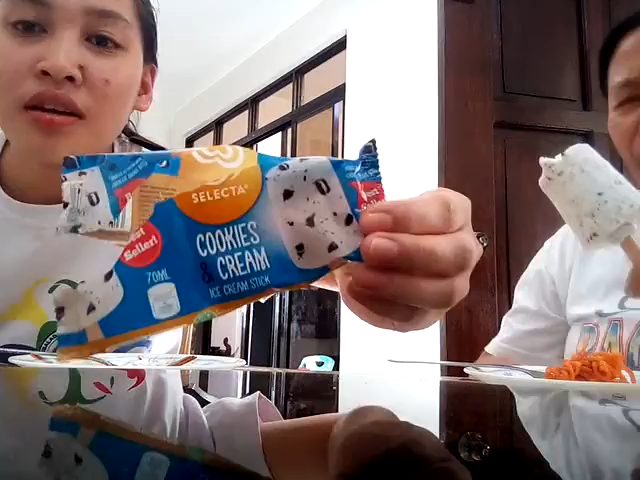 SELECTA
Best
Seller!
COOKIES
& CREAM
ICE CREAM STICK
70ML